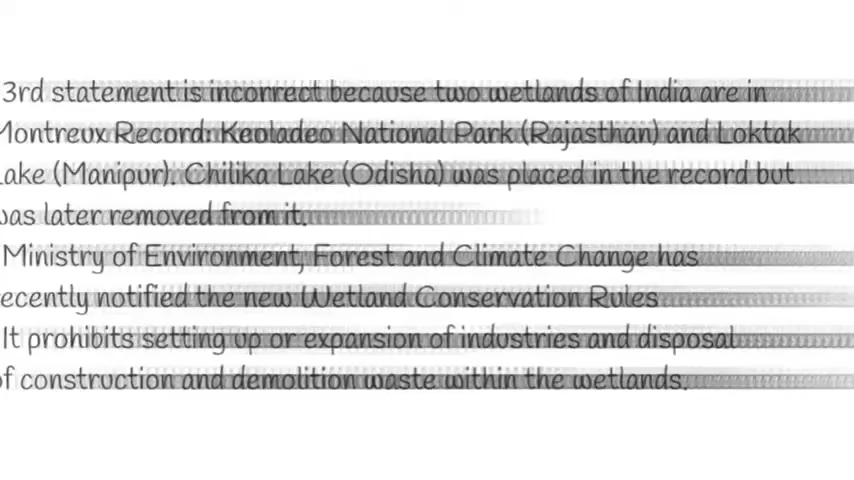 3rd statement is incorrect because two wetlands of India are in
Montreux Record: Keoladeo National Park (Rajasthan) and Loktak
Lake (Manipur). Chilika Lake (Odisha) was placed in the record but
was later removed from it.
Ministry of Environment, Forest and Climate Change has
recently notified the new Wetland Conservation Rules
It prohibits setting up or expansion of industries and disposal
of construction and demolition waste within the wetlands.